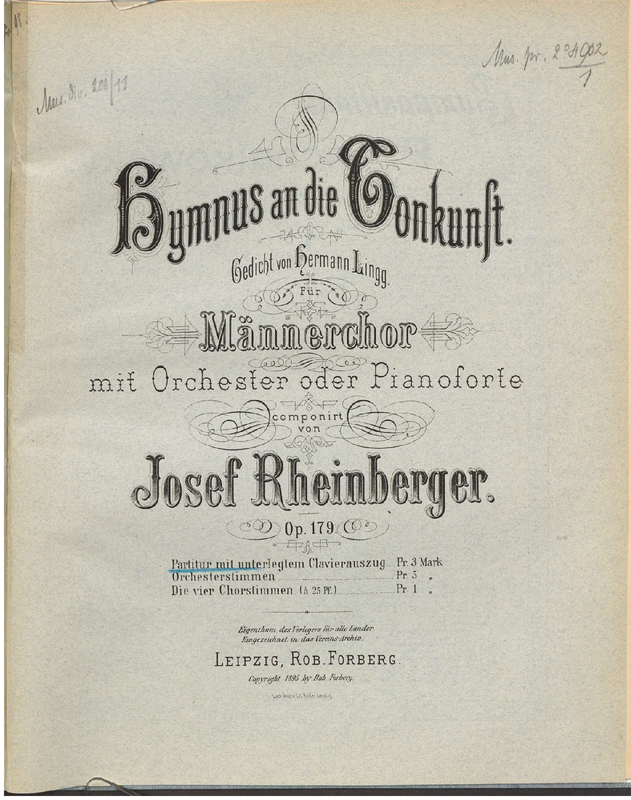 Mus. pr. 2° 4902
1
Hymnus an die Tonkunst.
Gedicht von Hermann Lingg.
Für
Männerchor
mit Orchester oder Pianoforte
componirt
von
Josef Rheinberger.
Op. 179.
Partitur mit unterlegtem Clavierauszug Pr. 3 Mark
Orchesterstimmen Pr. 5 „
Die vier Chorstimmen (à 25 Pf.) Pr. 1 „
Eigenthum des Verlegers für alle Länder.
Eingezeichnet in das Vereins-Archiv.
LEIPZIG, ROB. FORBERG.
Copyright 1895 by Rob. Forberg.